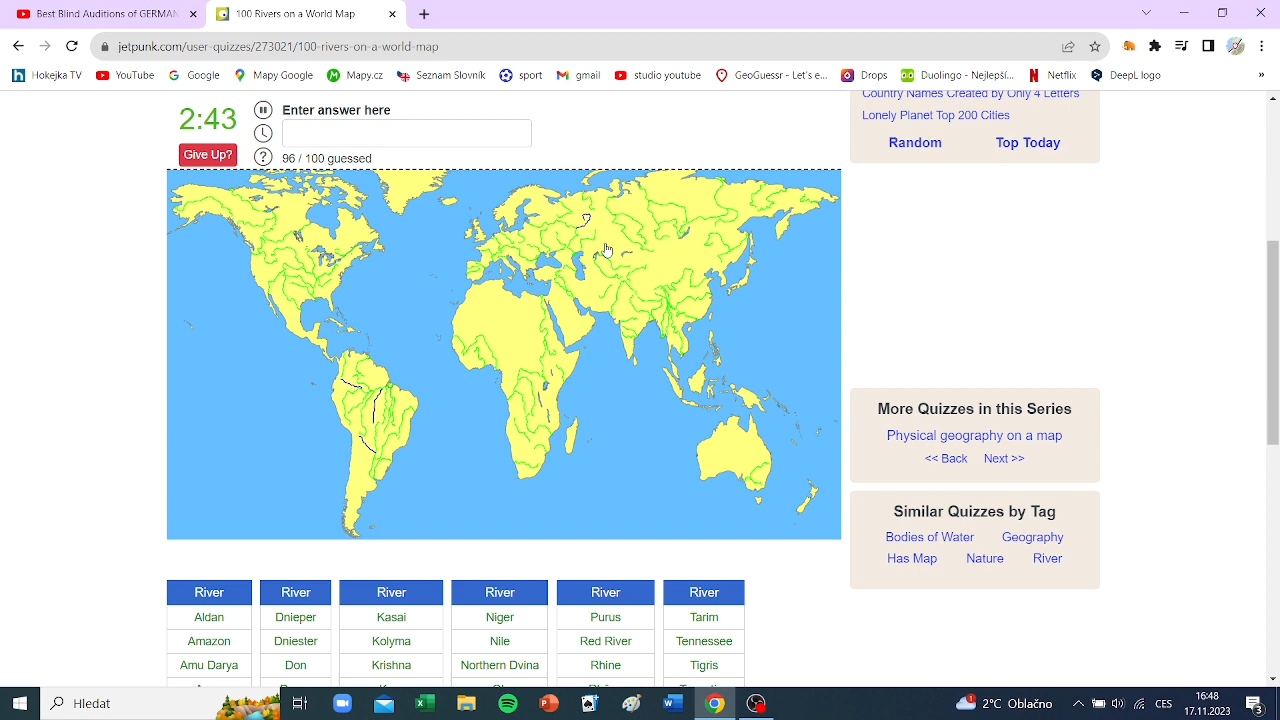 Best Blind Auditions of GERMAN
100 Rivers on a World Map
jetpunk.com/user-quizzes/273021/100-rivers-on-a-world-map
Hokejka TV YouTube Google Mapy Google Mapy.cz Seznam Slovník sport gmail studio youtube GeoGuessr - Let's e... Drops Duolingo - Nejlepší... Netflix DeepL logo »
2:43
Give Up?
Enter answer here
96 / 100 guessed
Country Names Created by Only 4 Letters
Lonely Planet Top 200 Cities
Random Top Today
More Quizzes in this Series
Physical geography on a map
<< Back Next >>
Similar Quizzes by Tag
Bodies of Water Geography
Has Map Nature River
River River River River River River
Aldan Dnieper Kasai Niger Purus Tarim
Amazon Dniester Kolyma Nile Red River Tennessee
Amu Darya Don Krishna Northern Dvina Rhine Tigris
Hledat
2°C Oblačno
CES
16:48
17.11.2023